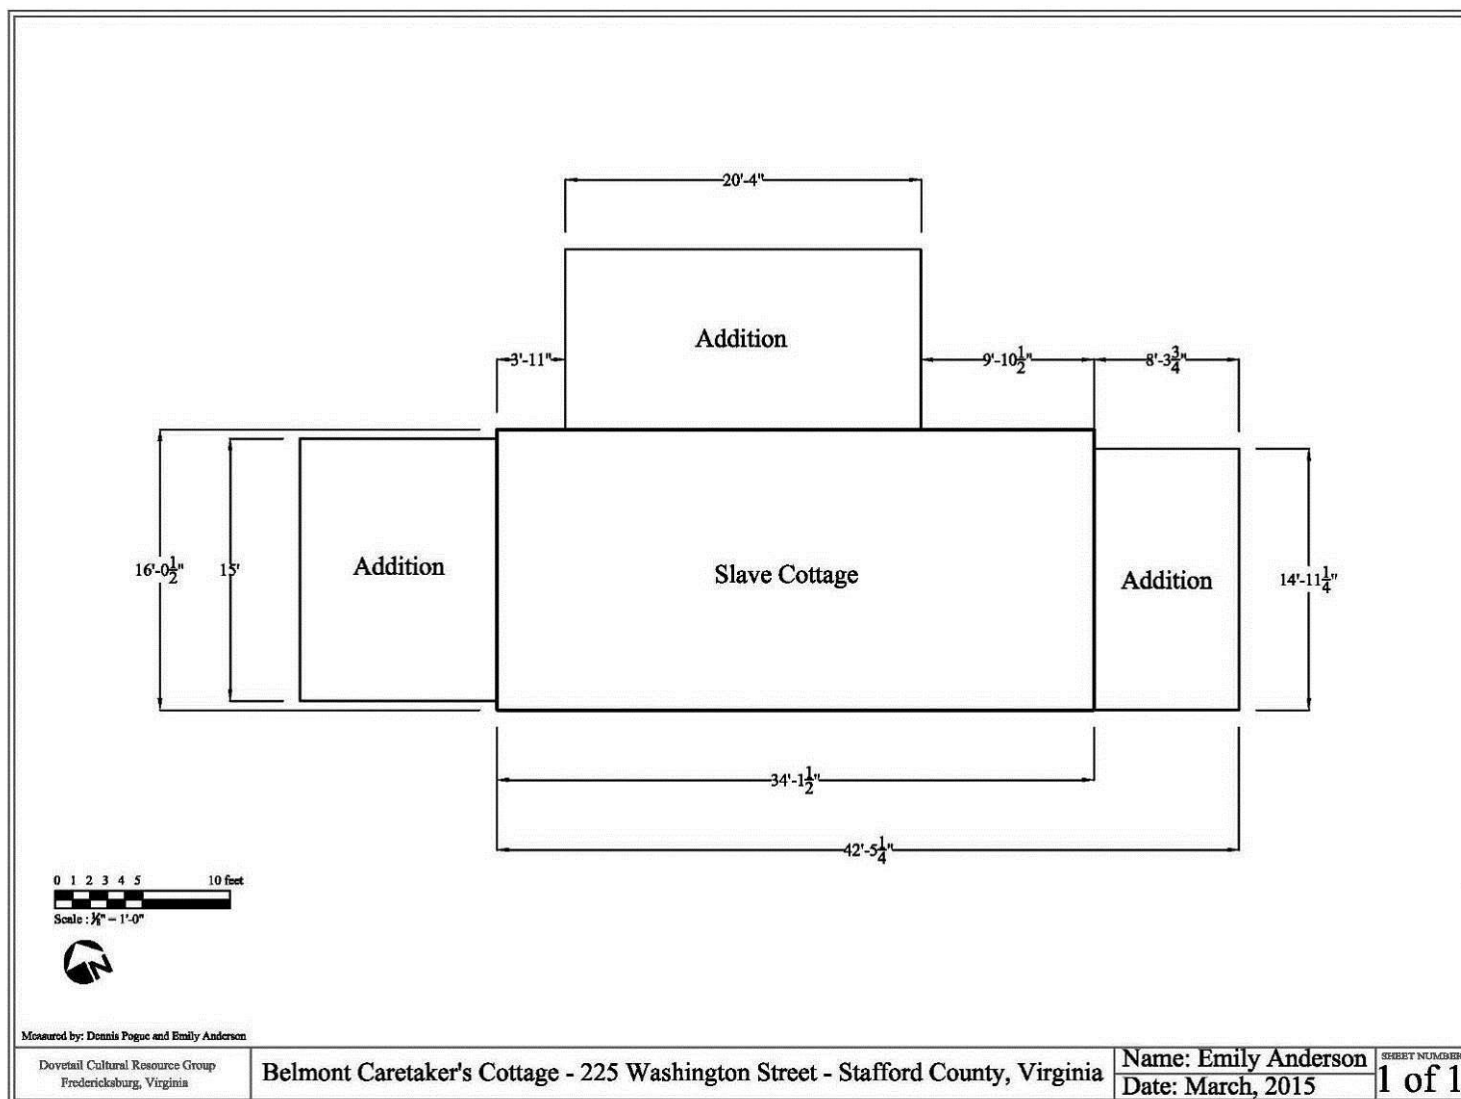 20'-4"
Addition
3'-11"
9'-10½"
8'-3¾"
16'-0½"
15'
Addition
Slave Cottage
Addition
14'-11¼"
34'-1½"
42'-5¼"
0 1 2 3 4 5 10 feet
Scale : ⅛" = 1'-0"
N
Measured by: Dennis Pogue and Emily Anderson
Dovetail Cultural Resource Group
Fredericksburg, Virginia
Belmont Caretaker's Cottage - 225 Washington Street - Stafford County, Virginia
Name: Emily Anderson
Date: March, 2015
SHEET NUMBER
1 of 1